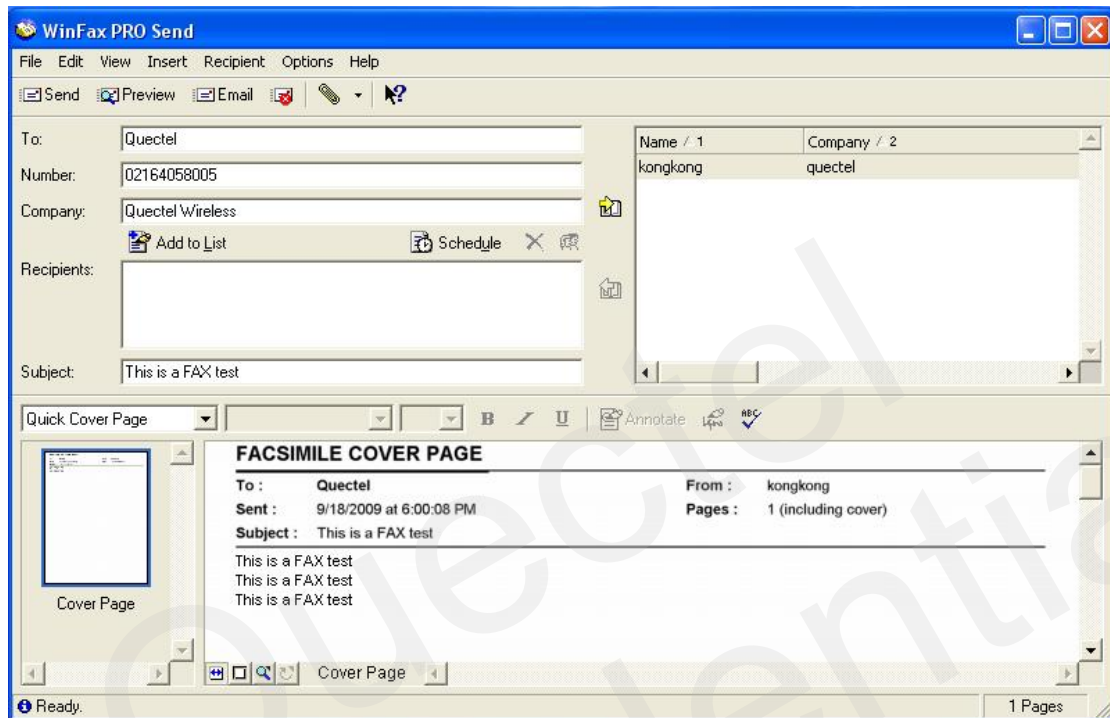 WinFax PRO Send
File Edit View Insert Recipient Options Help
Send Preview Email
To: Quectel
Number: 02164058005
Company: Quectel Wireless
Add to List Schedule
Recipients:
Subject: This is a FAX test
Name / 1 Company / 2
kongkong quectel
Quick Cover Page B I U Annotate ABC
FACSIMILE COVER PAGE
To : Quectel From : kongkong
Sent : 9/18/2009 at 6:00:08 PM Pages : 1 (including cover)
Subject : This is a FAX test
This is a FAX test
This is a FAX test
This is a FAX test
Cover Page
Cover Page
Ready. 1 Pages
Quectel